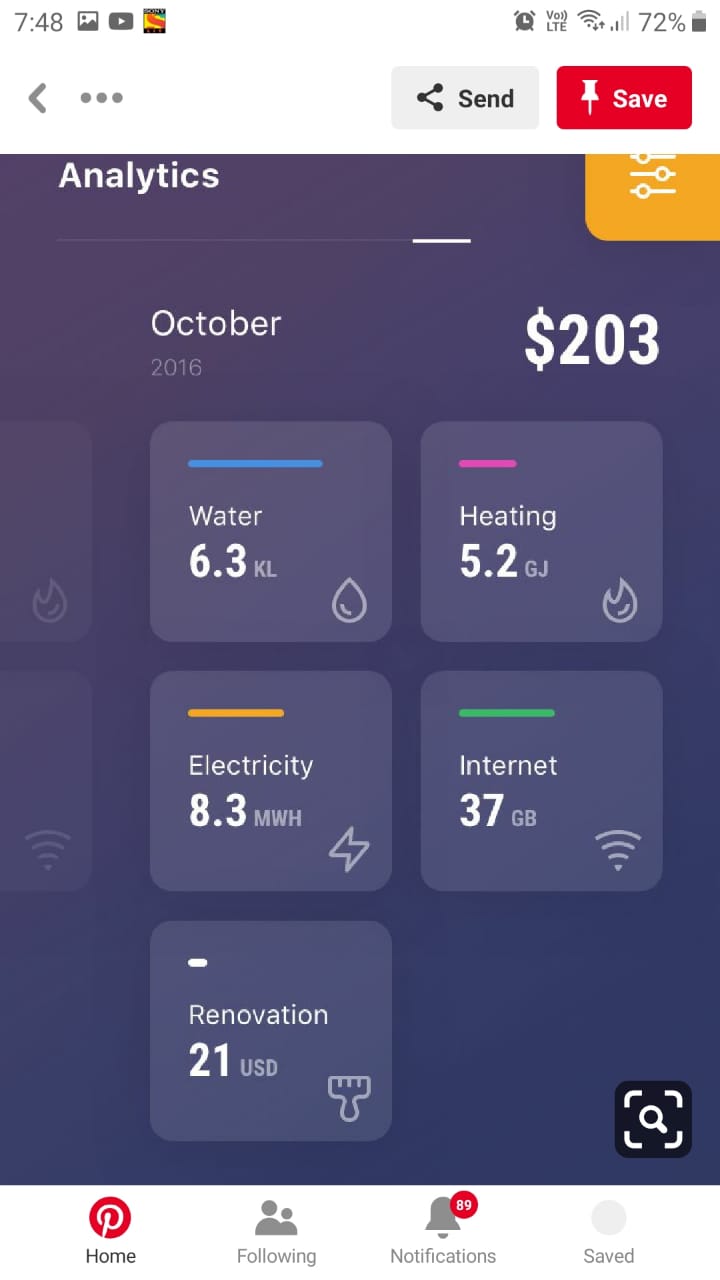 7:48 SONY Vo)) LTE 72%
Send Save
Analytics
October $203
2016
Water Heating
6.3 KL 5.2 GJ
Electricity Internet
8.3 MWH 37 GB
Renovation
21 USD
89
Home Following Notifications Saved